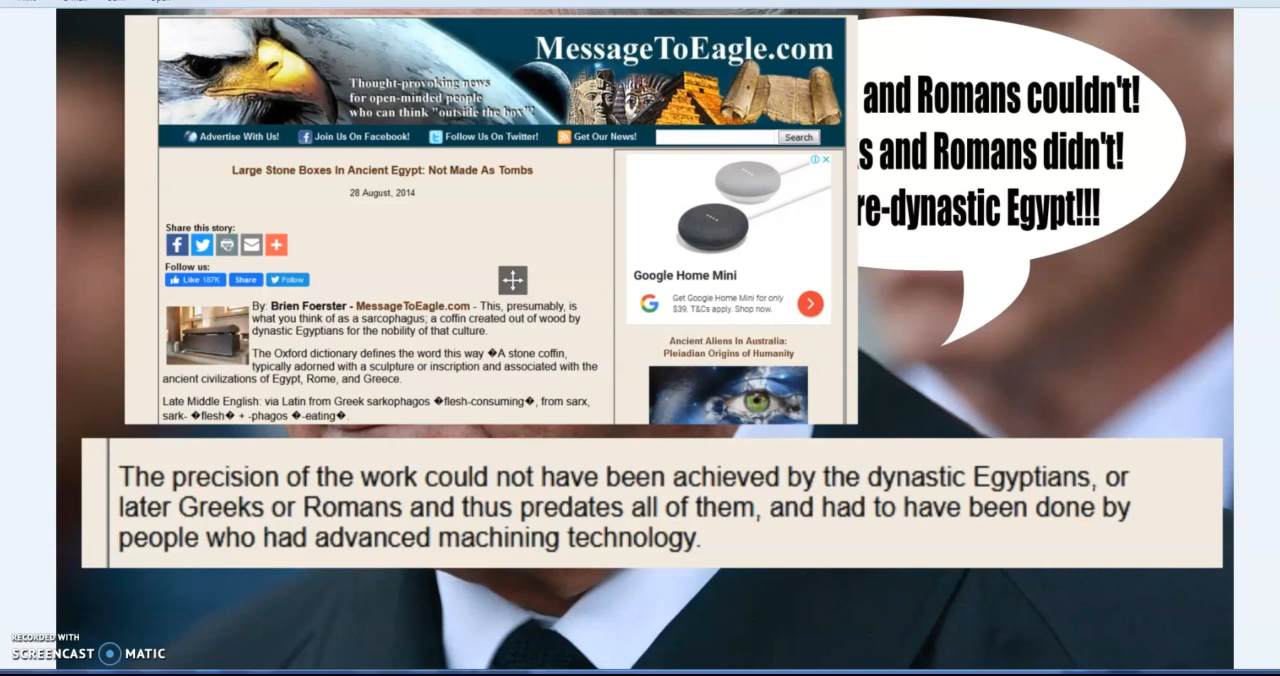 MessageToEagle.com
Thought-provoking news
for open-minded people
who can think "outside the box"!
Advertise With Us! Join Us On Facebook! Follow Us On Twitter! Get Our News! Search
Large Stone Boxes In Ancient Egypt: Not Made As Tombs
28 August, 2014
Share this story:
Follow us:
Like 187K Share Follow
By: Brien Foerster - MessageToEagle.com - This, presumably, is
what you think of as a sarcophagus; a coffin created out of wood by
dynastic Egyptians for the nobility of that culture.
The Oxford dictionary defines the word this way �A stone coffin,
typically adorned with a sculpture or inscription and associated with the
ancient civilizations of Egypt, Rome, and Greece.
Late Middle English: via Latin from Greek sarkophagos �flesh-consuming�, from sarx,
sark- �flesh� + -phagos �-eating�.
Google Home Mini
Get Google Home Mini for only
$39. T&Cs apply. Shop now.
Ancient Aliens In Australia:
Pleiadian Origins of Humanity
and Romans couldn't!
s and Romans didn't!
re-dynastic Egypt!!!
The precision of the work could not have been achieved by the dynastic Egyptians, or
later Greeks or Romans and thus predates all of them, and had to have been done by
people who had advanced machining technology.
RECORDED WITH
SCREENCAST MATIC